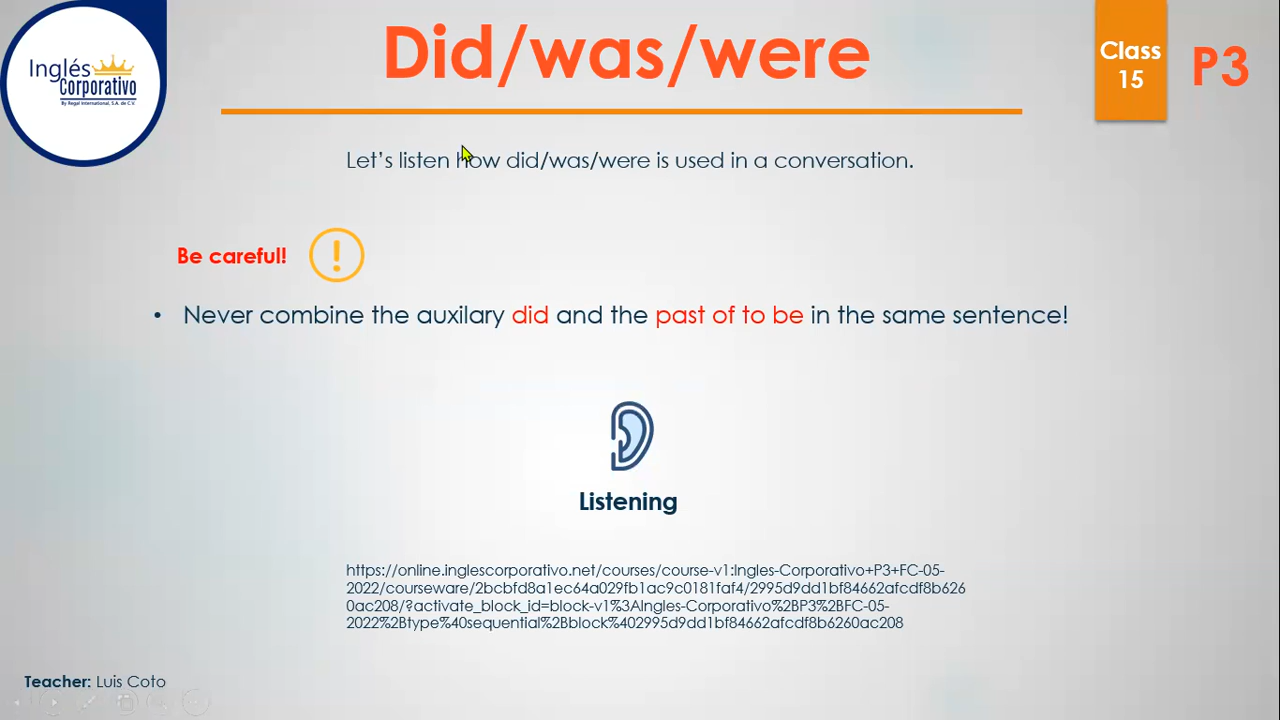 Inglés
Corporativo
By Regal International, S.A. de C.V.
Did/was/were
Class
15
P3
Let's listen how did/was/were is used in a conversation.
Be careful!
• Never combine the auxilary did and the past of to be in the same sentence!
Listening
https://online.inglescorporativo.net/courses/course-v1:Ingles-Corporativo+P3+FC-05-
2022/courseware/2bcbfd8a1ec64a029fb1ac9c0181faf4/2995d9dd1bf84662afcdf8b626
0ac208/?activate_block_id=block-v1%3AIngles-Corporativo%2BP3%2BFC-05-
2022%2Btype%40sequential%2Bblock%402995d9dd1bf84662afcdf8b6260ac208
Teacher: Luis Coto